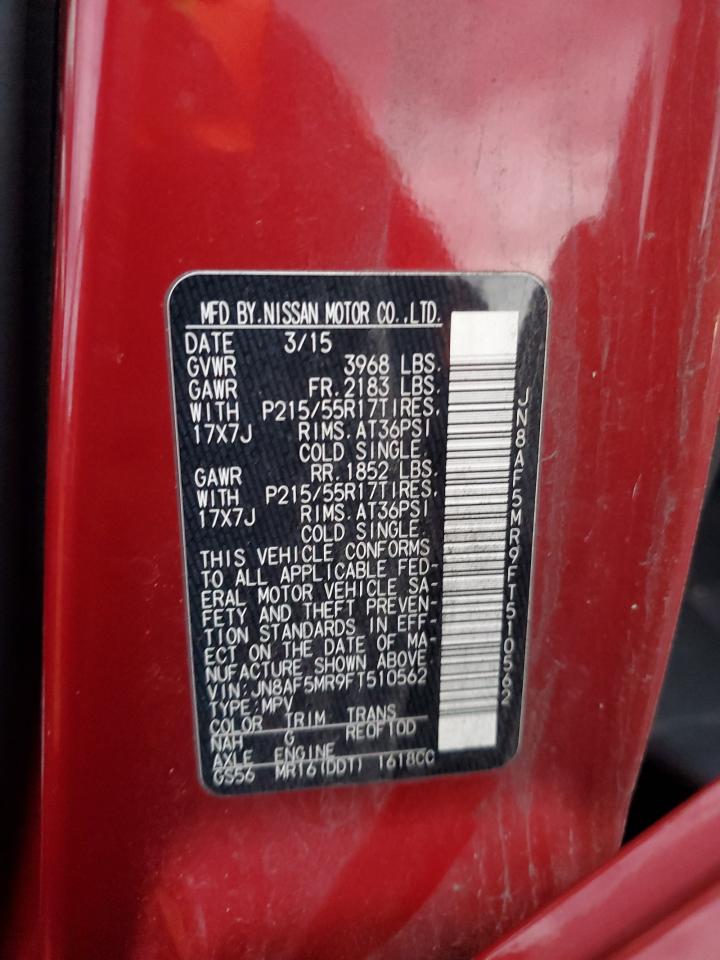 MFD BY.NISSAN MOTOR CO.,LTD.
DATE 3/15
GVWR 3968 LBS.
GAWR FR.2183 LBS.
WITH P215/55R17TIRES,
17X7J RIMS.AT36PSI
COLD SINGLE.
GAWR RR.1852 LBS.
WITH P215/55R17TIRES,
17X7J RIMS.AT36PSI
COLD SINGLE.
THIS VEHICLE CONFORMS
TO ALL APPLICABLE FED-
ERAL MOTOR VEHICLE SA-
FETY AND THEFT PREVEN-
TION STANDARDS IN EFF-
ECT ON THE DATE OF MA-
NUFACTURE SHOWN ABOVE
VIN:JN8AF5MR9FT510562
TYPE:MPV
COLOR TRIM TRANS
NAH G RE0F10D
AXLE ENGINE
GS56 MR16(DDT) 1618CC
JN8AF5MR9FT510562